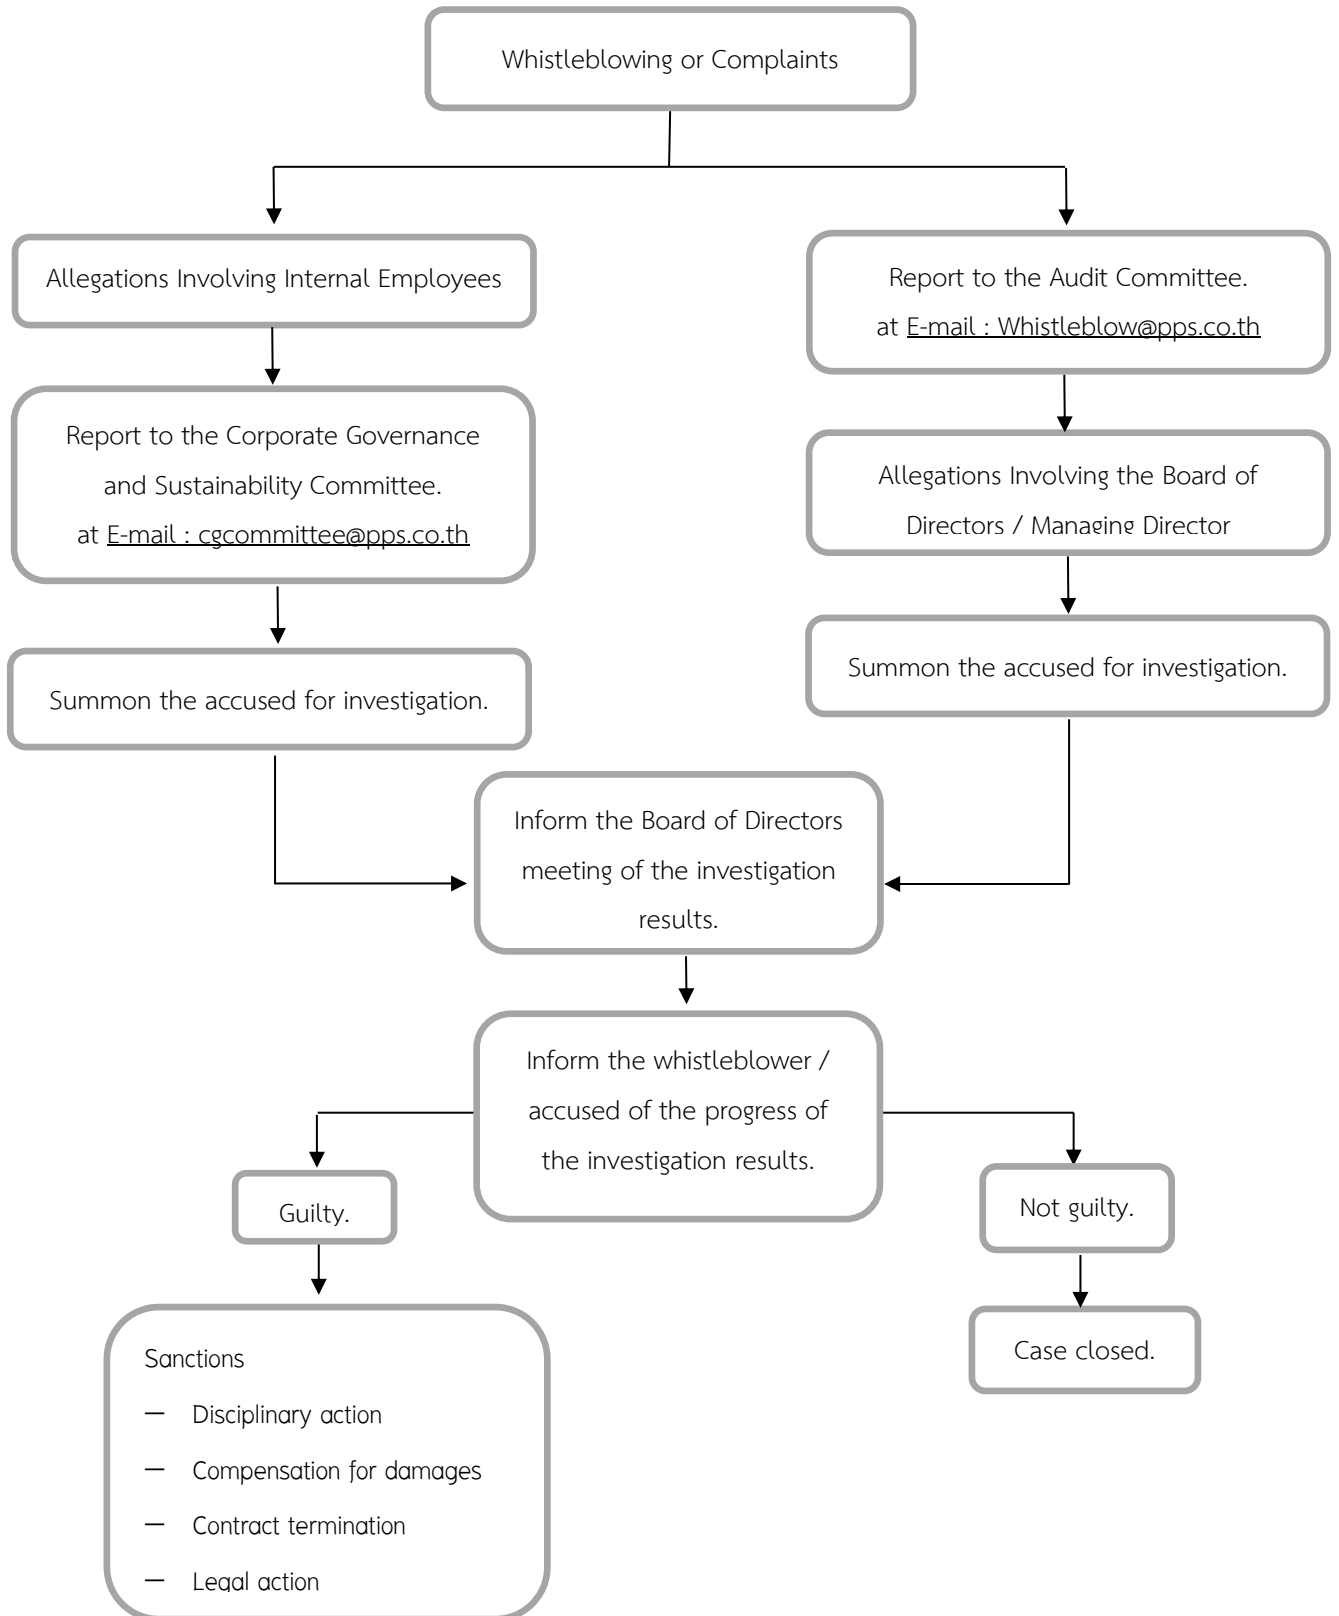 Whistleblowing or Complaints
Allegations Involving Internal Employees
Report to the Corporate Governance
and Sustainability Committee.
at E-mail : cgcommittee@pps.co.th
Summon the accused for investigation.
Report to the Audit Committee.
at E-mail : Whistleblow@pps.co.th
Allegations Involving the Board of
Directors / Managing Director
Summon the accused for investigation.
Inform the Board of Directors
meeting of the investigation
results.
Inform the whistleblower /
accused of the progress of
the investigation results.
Guilty.
Sanctions
— Disciplinary action
— Compensation for damages
— Contract termination
— Legal action
Not guilty.
Case closed.